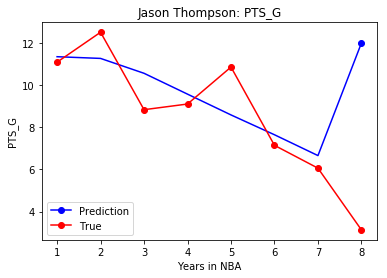 Jason Thompson: PTS_G
12
10
8
6
4
PTS_G
Prediction
True
1 2 3 4 5 6 7 8
Years in NBA